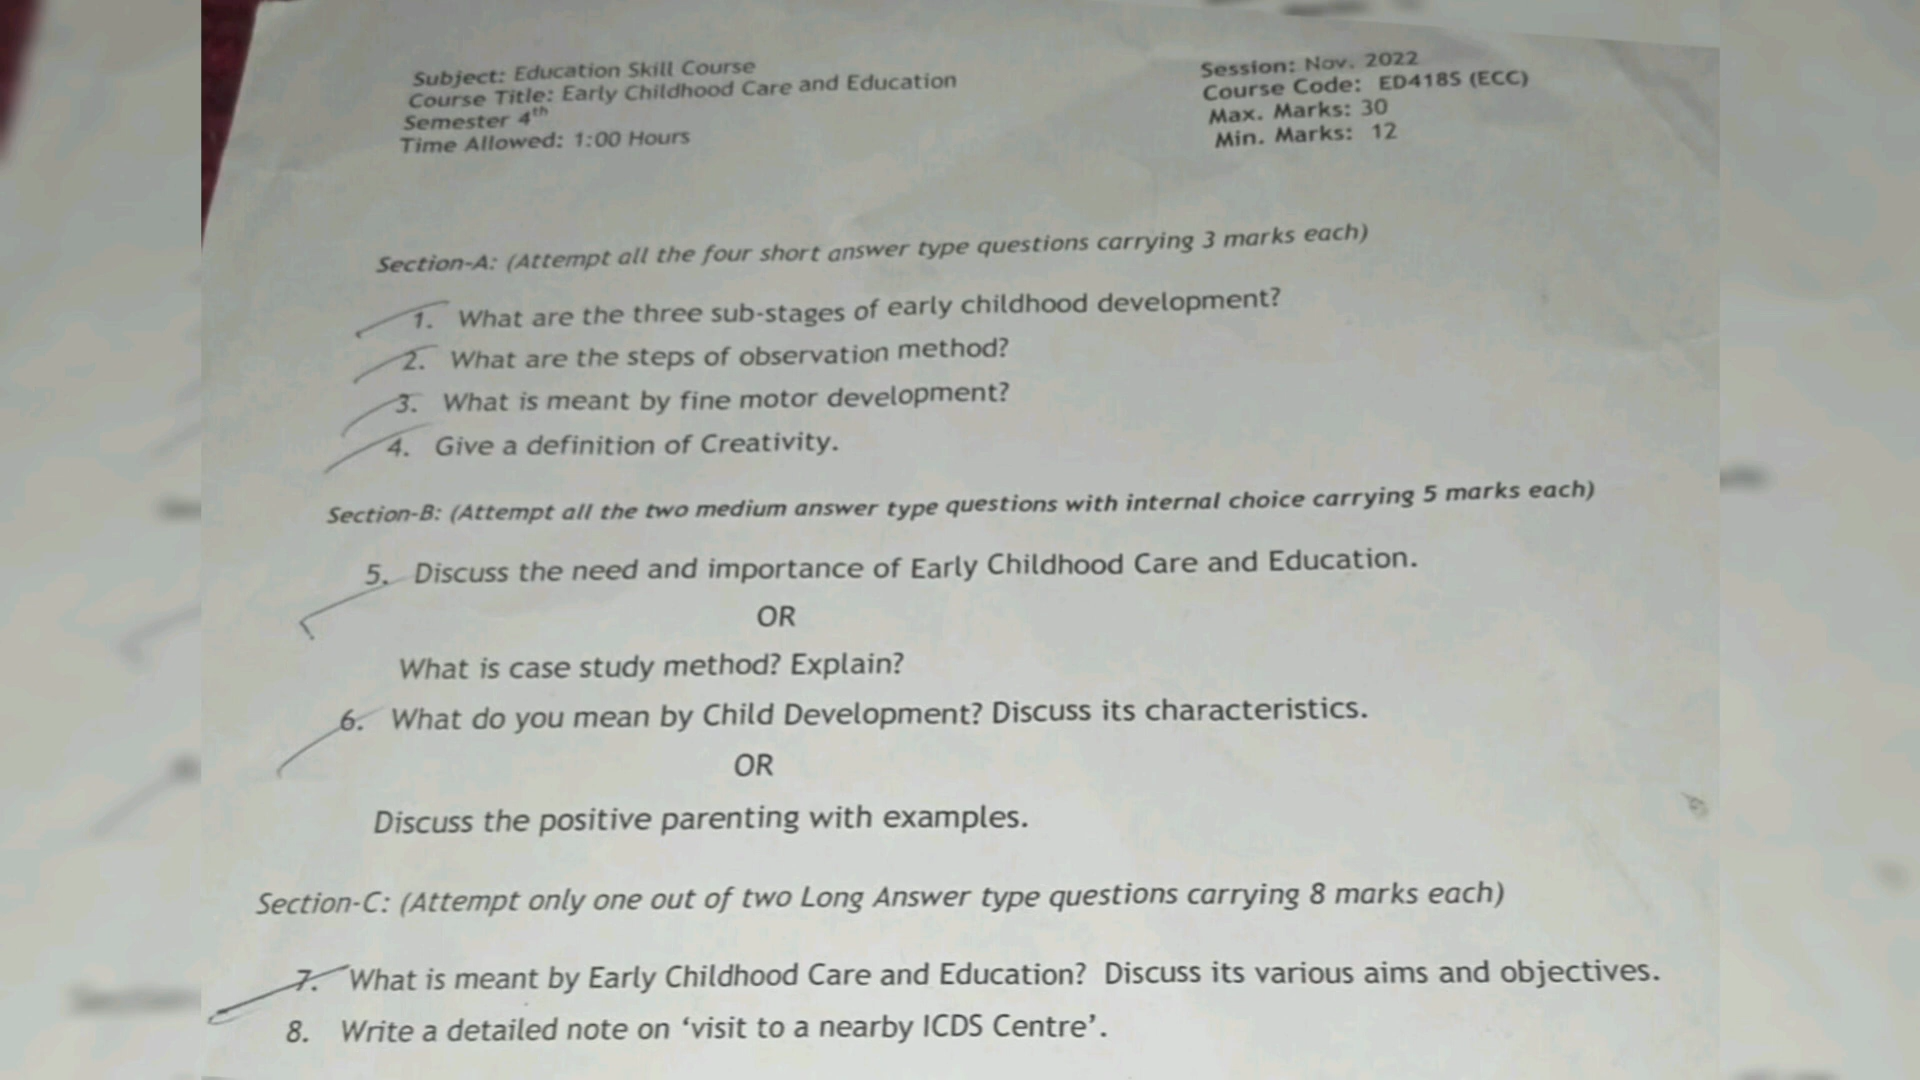 Subject: Education Skill Course
Course Title: Early Childhood Care and Education
Semester 4th
Time Allowed: 1:00 Hours
Session: Nov. 2022
Course Code: ED418S (ECC)
Max. Marks: 30
Min. Marks: 12
Section-A: (Attempt all the four short answer type questions carrying 3 marks each)
1. What are the three sub-stages of early childhood development?
2. What are the steps of observation method?
3. What is meant by fine motor development?
4. Give a definition of Creativity.
Section-B: (Attempt all the two medium answer type questions with internal choice carrying 5 marks each)
5. Discuss the need and importance of Early Childhood Care and Education.
OR
What is case study method? Explain?
6. What do you mean by Child Development? Discuss its characteristics.
OR
Discuss the positive parenting with examples.
Section-C: (Attempt only one out of two Long Answer type questions carrying 8 marks each)
7. What is meant by Early Childhood Care and Education? Discuss its various aims and objectives.
8. Write a detailed note on ‘visit to a nearby ICDS Centre’.